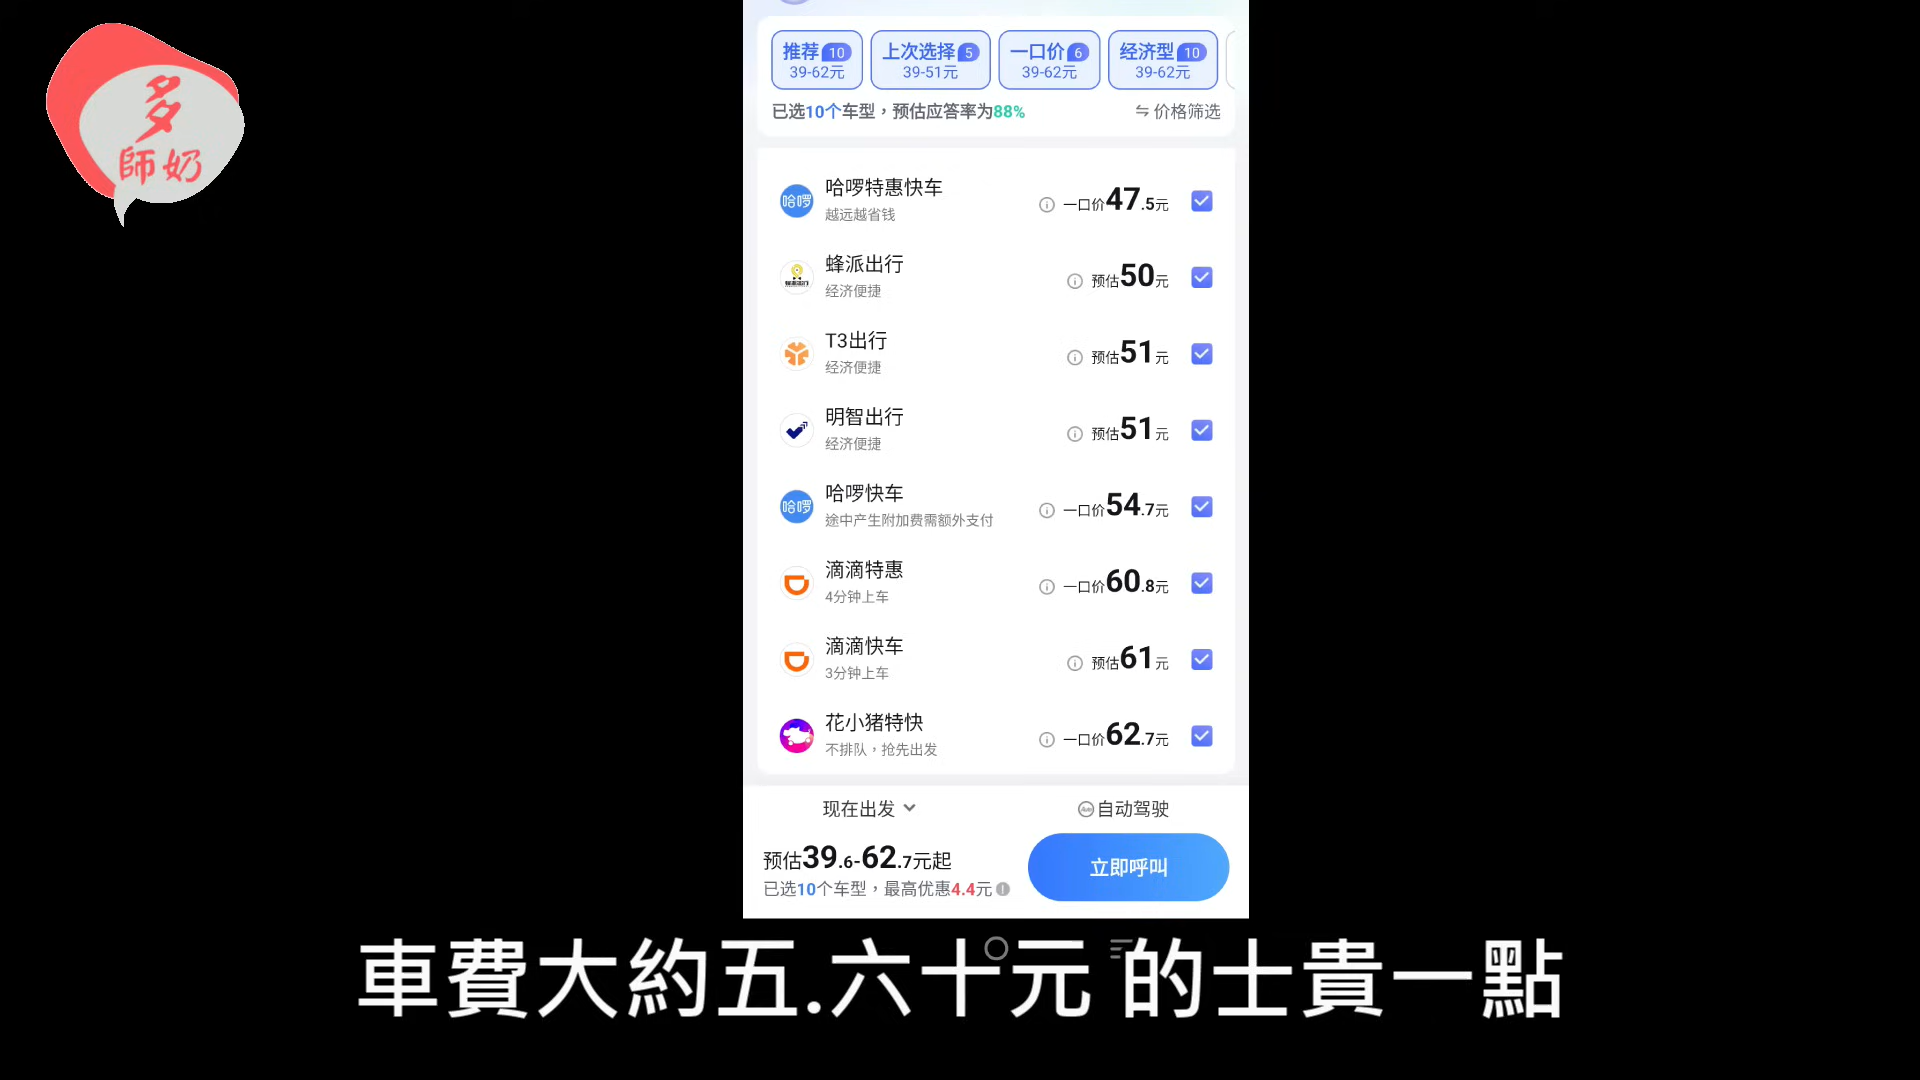 多
師奶
推荐 10
39-62元
上次选择 5
39-51元
一口价 6
39-62元
经济型 10
39-62元
已选10个车型，预估应答率为88%
价格筛选
哈啰
哈啰特惠快车
越远越省钱
一口价47.5元
蜂派出行
经济便捷
预估50元
T3出行
经济便捷
预估51元
明智出行
经济便捷
预估51元
哈啰
哈啰快车
途中产生附加费需额外支付
一口价54.7元
滴滴特惠
4分钟上车
一口价60.8元
滴滴快车
3分钟上车
预估61元
花小猪特快
不排队，抢先出发
一口价62.7元
现在出发
自动驾驶
预估39.6-62.7元起
已选10个车型，最高优惠4.4元
立即呼叫
車費大約五.六十元 的士貴一點